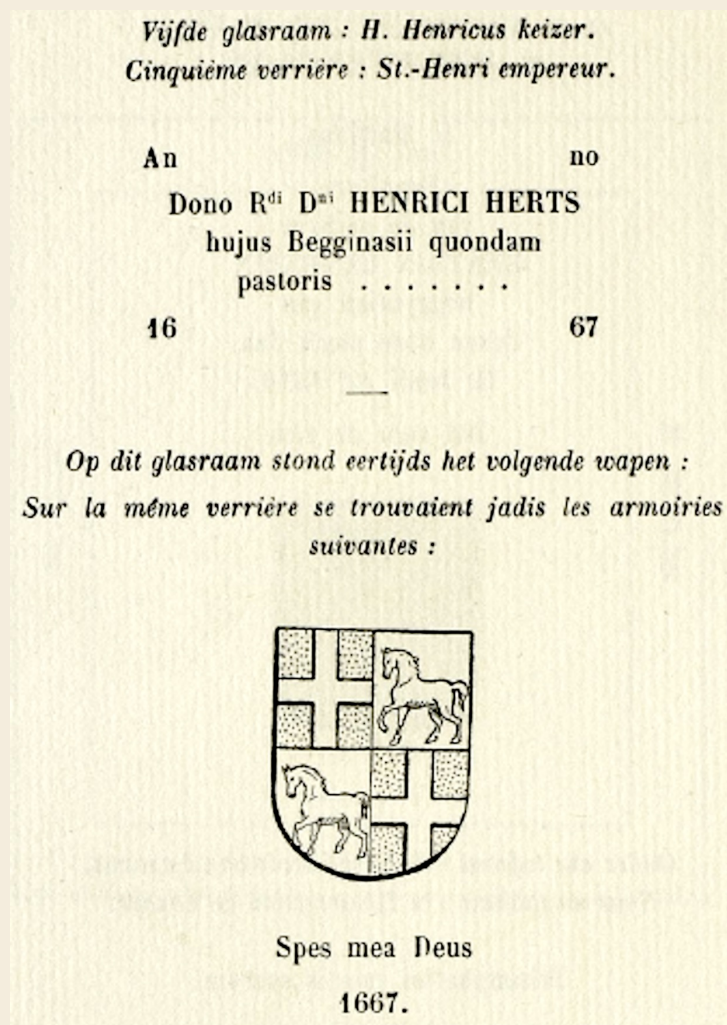 Vijfde glasraam : H. Henricus keizer.
Cinquième verrière : St.-Henri empereur.
An no
Dono Rdi Dni HENRICI HERTS
hujus Begginasii quondam
pastoris . . . . . . .
16 67
Op dit glasraam stond eertijds het volgende wapen :
Sur la même verrière se trouvaient jadis les armoiries
suivantes :
Spes mea Deus
1667.